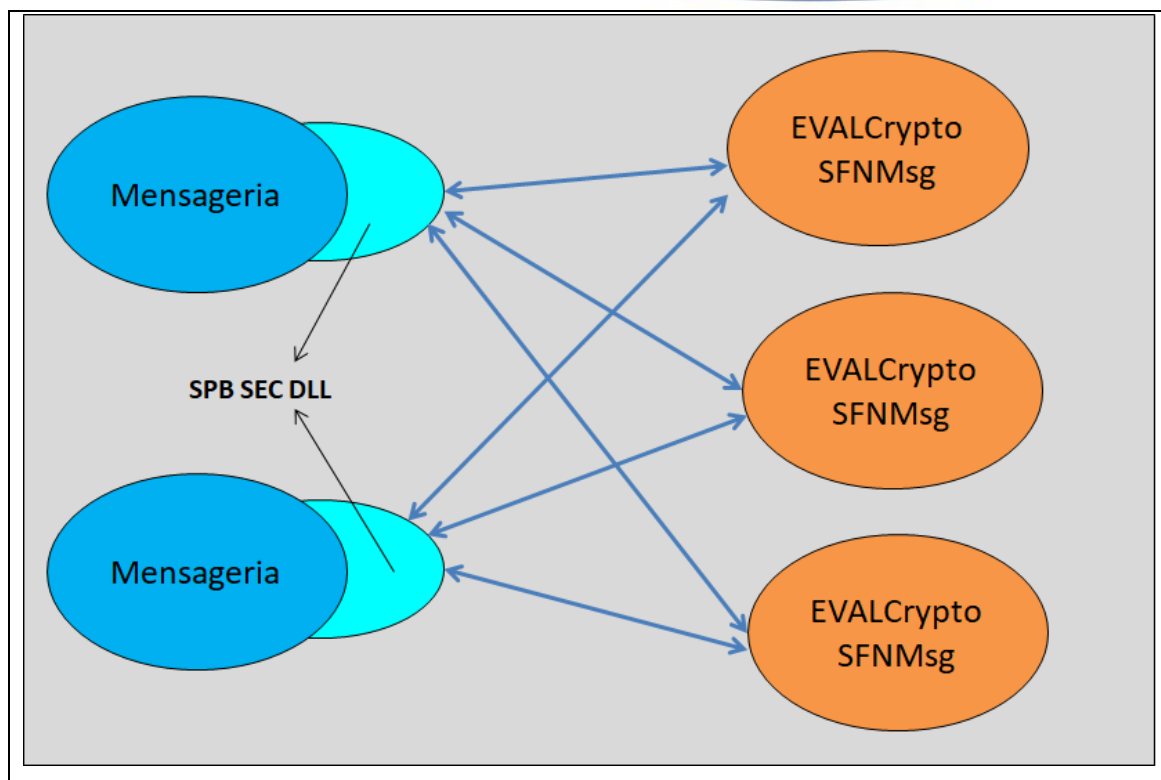 Mensageria
EVALCrypto
SFNMsg
SPB SEC DLL
EVALCrypto
SFNMsg
Mensageria
EVALCrypto
SFNMsg